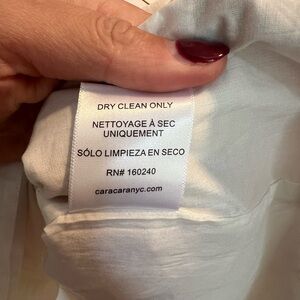 DRY CLEAN ONLY
NETTOYAGE À SEC
UNIQUEMENT
SÓLO LIMPIEZA EN SECO
RN# 160240
caracaranyc.com